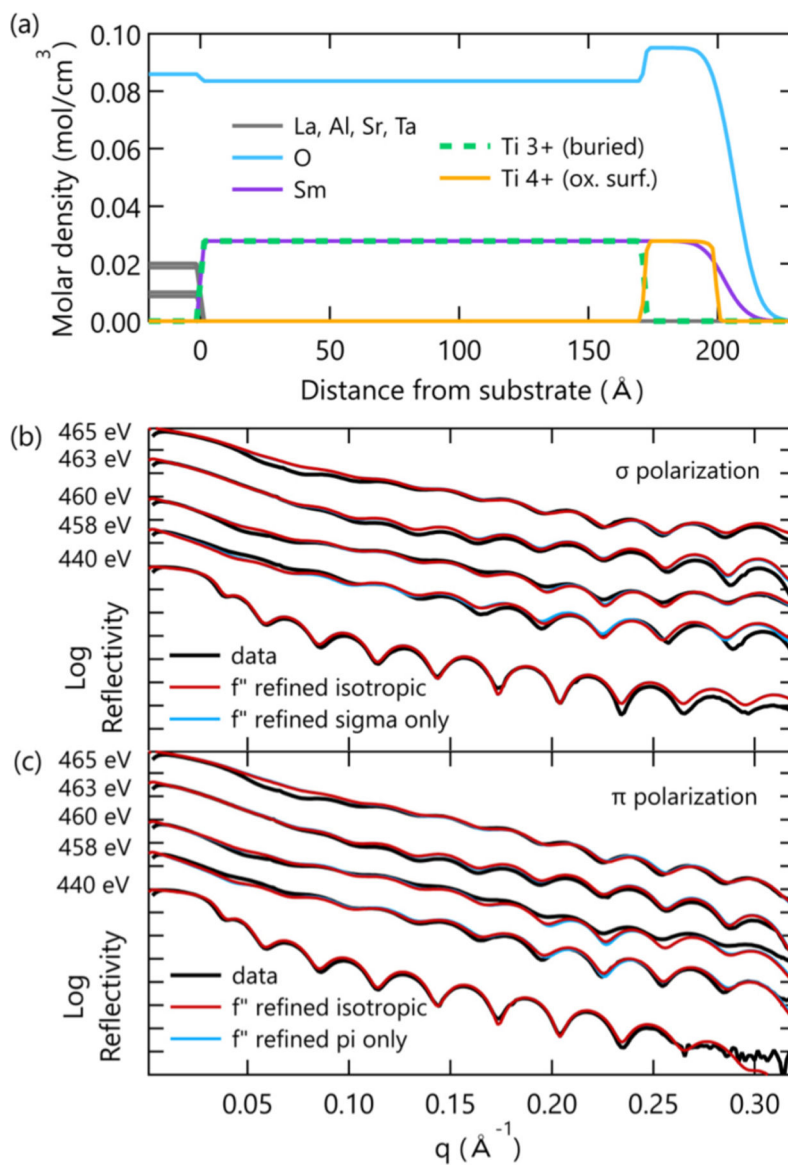 (a)
0.10
0.08
0.06
0.04
0.02
0.00
Molar density (mol/cm³)
La, Al, Sr, Ta
O
Sm
Ti 3+ (buried)
Ti 4+ (ox. surf.)
0
50
100
150
200
Distance from substrate (Å)
(b)
465 eV
463 eV
460 eV
458 eV
440 eV
σ polarization
Log
Reflectivity
data
f" refined isotropic
f" refined sigma only
(c)
465 eV
463 eV
460 eV
458 eV
440 eV
π polarization
Log
Reflectivity
data
f" refined isotropic
f" refined pi only
0.05
0.10
0.15
0.20
0.25
0.30
q (Å⁻¹)